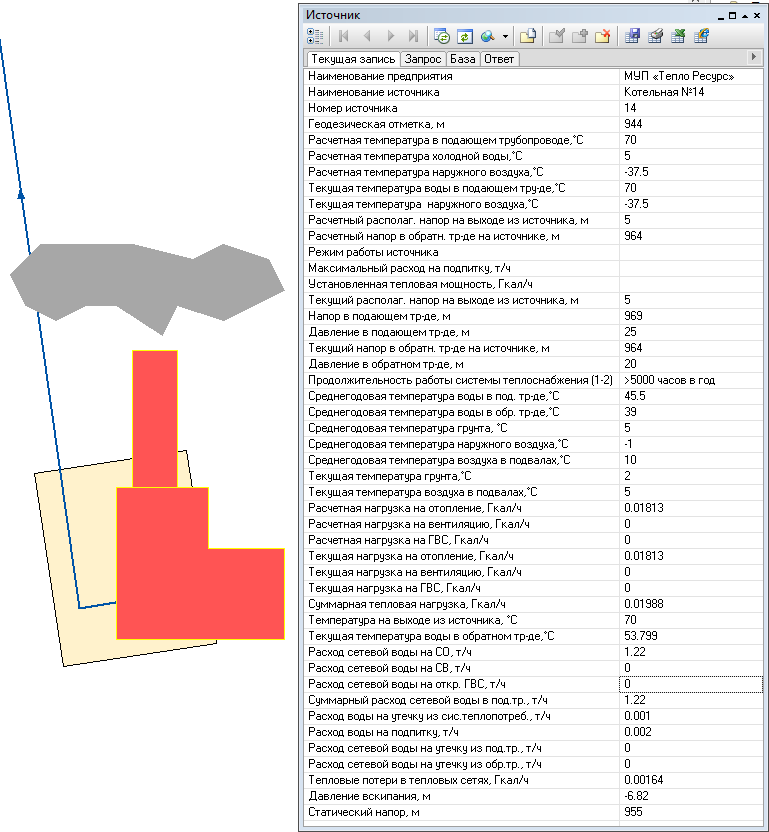 Источник
Текущая запись Запрос База Ответ
Наименование предприятия МУП «Тепло Ресурс»
Наименование источника Котельная №14
Номер источника 14
Геодезическая отметка, м 944
Расчетная температура в подающем трубопроводе,°С 70
Расчетная температура холодной воды,°С 5
Расчетная температура наружного воздуха,°С -37.5
Текущая температура воды в подающем тру-де,°С 70
Текущая температура наружного воздуха,°С -37.5
Расчетный располаг. напор на выходе из источника, м 5
Расчетный напор в обратн. тр-де на источнике, м 964
Режим работы источника
Максимальный расход на подпитку, т/ч
Установленная тепловая мощность, Гкал/ч
Текущий располаг. напор на выходе из источника, м 5
Напор в подающем тр-де, м 969
Давление в подающем тр-де, м 25
Текущий напор в обратн. тр-де на источнике, м 964
Давление в обратном тр-де, м 20
Продолжительность работы системы теплоснабжения (1-2) >5000 часов в год
Среднегодовая температура воды в под. тр-де,°С 45.5
Среднегодовая температура воды в обр. тр-де,°С 39
Среднегодовая температура грунта, °С 5
Среднегодовая температура наружного воздуха,°С -1
Среднегодовая температура воздуха в подвалах,°С 10
Текущая температура грунта,°С 2
Текущая температура воздуха в подвалах,°С 5
Расчетная нагрузка на отопление, Гкал/ч 0.01813
Расчетная нагрузка на вентиляцию, Гкал/ч 0
Расчетная нагрузка на ГВС, Гкал/ч 0
Текущая нагрузка на отопление, Гкал/ч 0.01813
Текущая нагрузка на вентиляцию, Гкал/ч 0
Текущая нагрузка на ГВС, Гкал/ч 0
Суммарная тепловая нагрузка, Гкал/ч 0.01988
Температура на выходе из источника, °С 70
Текущая температура воды в обратном тр-де,°С 53.799
Расход сетевой воды на СО, т/ч 1.22
Расход сетевой воды на СВ, т/ч 0
Расход сетевой воды на откр. ГВС, т/ч 0
Суммарный расход сетевой воды в под.тр., т/ч 1.22
Расход воды на утечку из сис.теплопотреб., т/ч 0.001
Расход воды на подпитку, т/ч 0.002
Расход сетевой воды на утечку из под.тр., т/ч 0
Расход сетевой воды на утечку из обр.тр., т/ч 0
Тепловые потери в тепловых сетях, Гкал/ч 0.00164
Давление вскипания, м -6.82
Статический напор, м 955